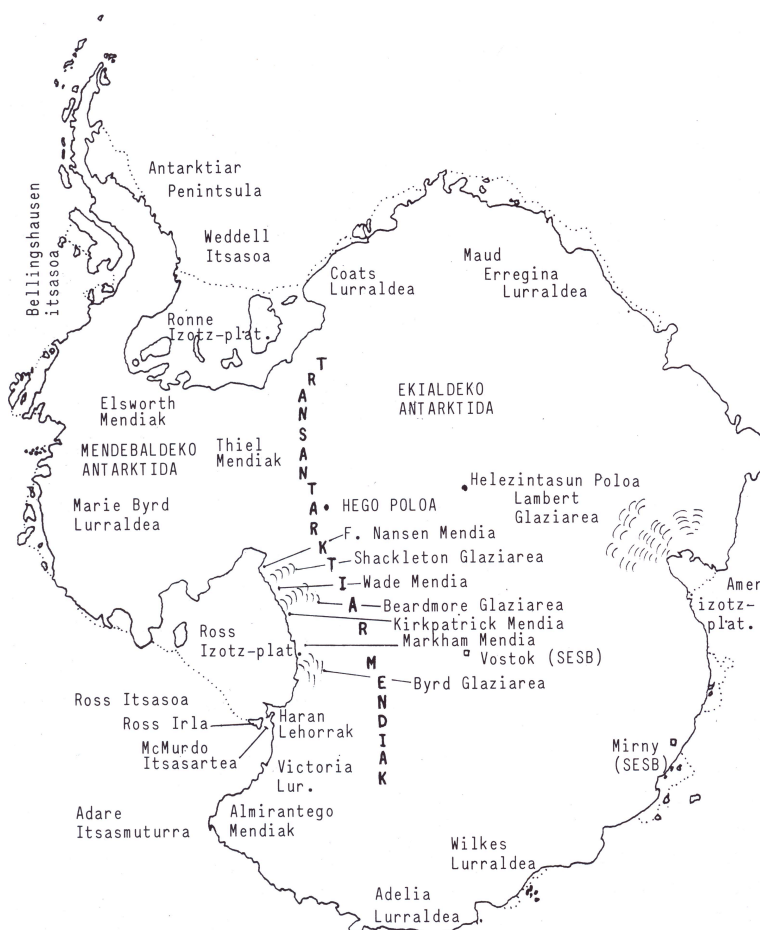 Antarktiar
Penintsula
Bellingshausen
itsasoa
Weddell
Itsasoa
Coats
Lurraldea
Maud
Erregina
Lurraldea
Ronne
Izotz-plat.
TRANSANTARKTIAR MENDIAK
EKIALDEKO
ANTARKTIDA
Elsworth
Mendiak
MENDEBALDEKO
ANTARKTIDA
Thiel
Mendiak
Marie Byrd
Lurraldea
HEGO POLOA
Helezintasun Poloa
Lambert
Glaziarea
F. Nansen Mendia
Shackleton Glaziarea
Wade Mendia
Beardmore Glaziarea
Kirkpatrick Mendia
Markham Mendia
Vostok (SESB)
Byrd Glaziarea
Amer
izotz-
plat.
Ross
Izotz-plat.
Ross Itsasoa
Ross Irla
McMurdo
Itsasartea
Haran
Lehorrak
Victoria
Lur.
Mirny
(SESB)
Adare
Itsasmuturra
Almirantego
Mendiak
Wilkes
Lurraldea
Adelia
Lurraldea